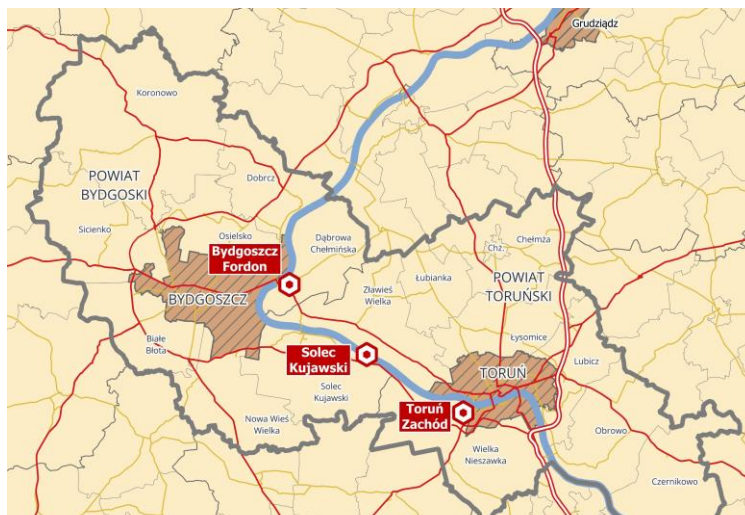 Grudziądz
Koronowo
POWIAT
BYDGOSKI
Dobrcz
Sicienko
Osielsko
Dąbrowa
Chełmińska
Chełmża
Chż.
Bydgoszcz
Fordon
Łubianka
POWIAT
TORUŃSKI
BYDGOSZCZ
Zławieś
Wielka
Białe
Błota
Łysomice
Solec
Kujawski
Lubicz
TORUŃ
Solec
Kujawski
Toruń
Zachód
Nowa Wieś
Wielka
Obrowo
Wielka
Nieszawka
Czernikowo